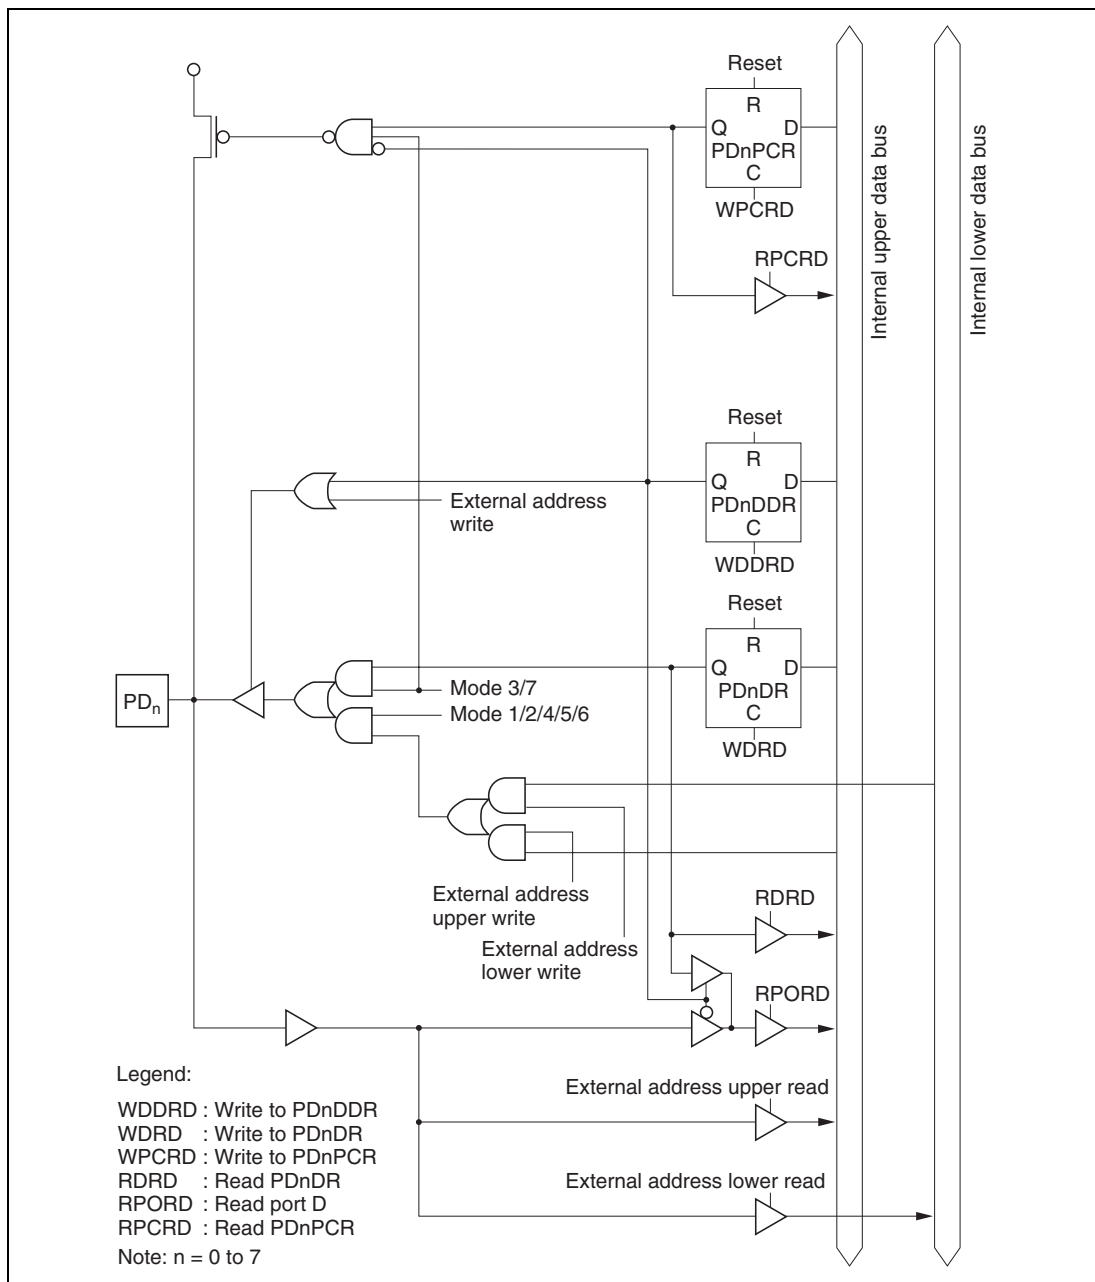 Reset
R
Q D
PDnPCR
C
WPCRD
RPCRD
Internal upper data bus
Internal lower data bus
Reset
R
Q D
PDnDDR
C
WDDRD
External address
write
Reset
R
Q D
PDnDR
C
WDRD
PDn
Mode 3/7
Mode 1/2/4/5/6
External address
upper write
External address
lower write
RDRD
RPORD
External address upper read
External address lower read
Legend:
WDDRD : Write to PDnDDR
WDRD : Write to PDnDR
WPCRD : Write to PDnPCR
RDRD : Read PDnDR
RPORD : Read port D
RPCRD : Read PDnPCR
Note: n = 0 to 7